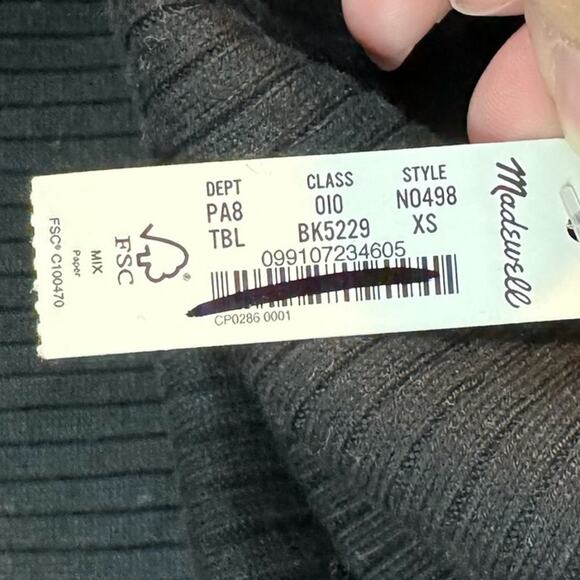 DEPT CLASS STYLE
PA8 010 N0498
TBL BK5229 XS
099107234605
CP0286 0001
Madewell
FSC®
MIX
Paper
FSC® C100470